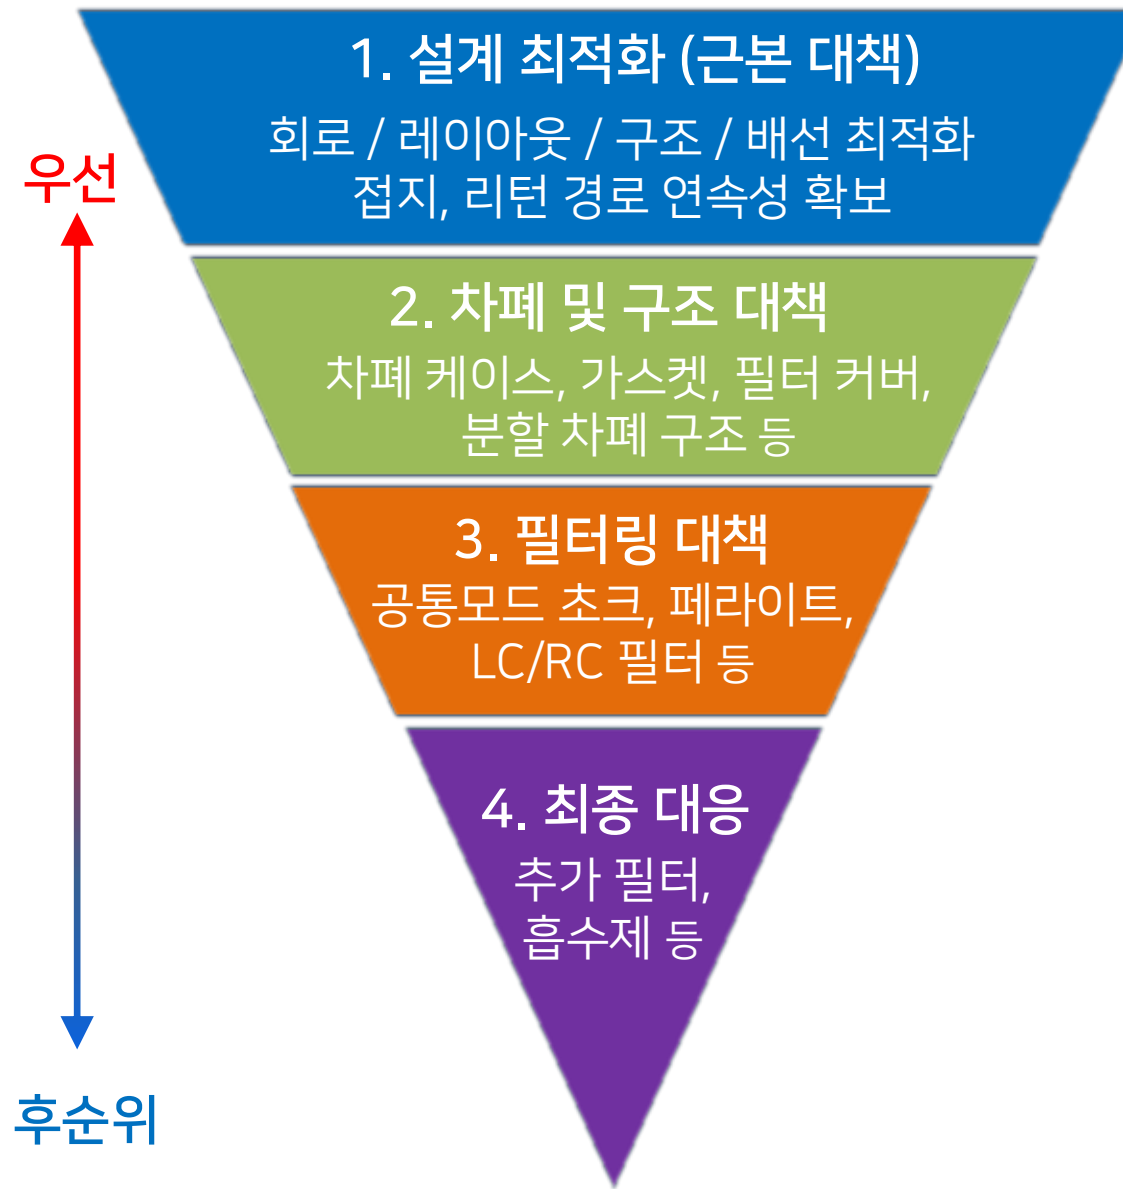 1. 설계 최적화 (근본 대책)
회로 / 레이아웃 / 구조 / 배선 최적화
접지, 리턴 경로 연속성 확보
우선
2. 차폐 및 구조 대책
차폐 케이스, 가스켓, 필터 커버,
분할 차폐 구조 등
3. 필터링 대책
공통모드 초크, 페라이트,
LC/RC 필터 등
4. 최종 대응
추가 필터,
흡수제 등
후순위